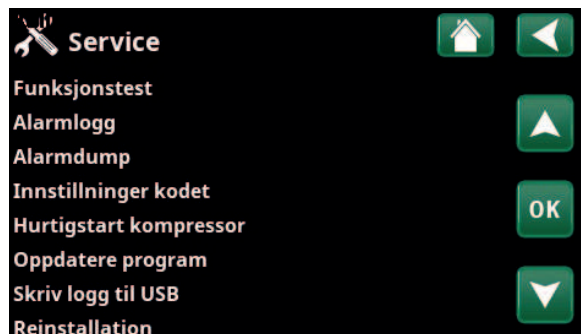 Service
Funksjonstest
Alarmlogg
Alarmdump
Innstillninger kodet
OK
Hurtigstart kompressor
Oppdatere program
Skriv logg til USB
Reinstallation